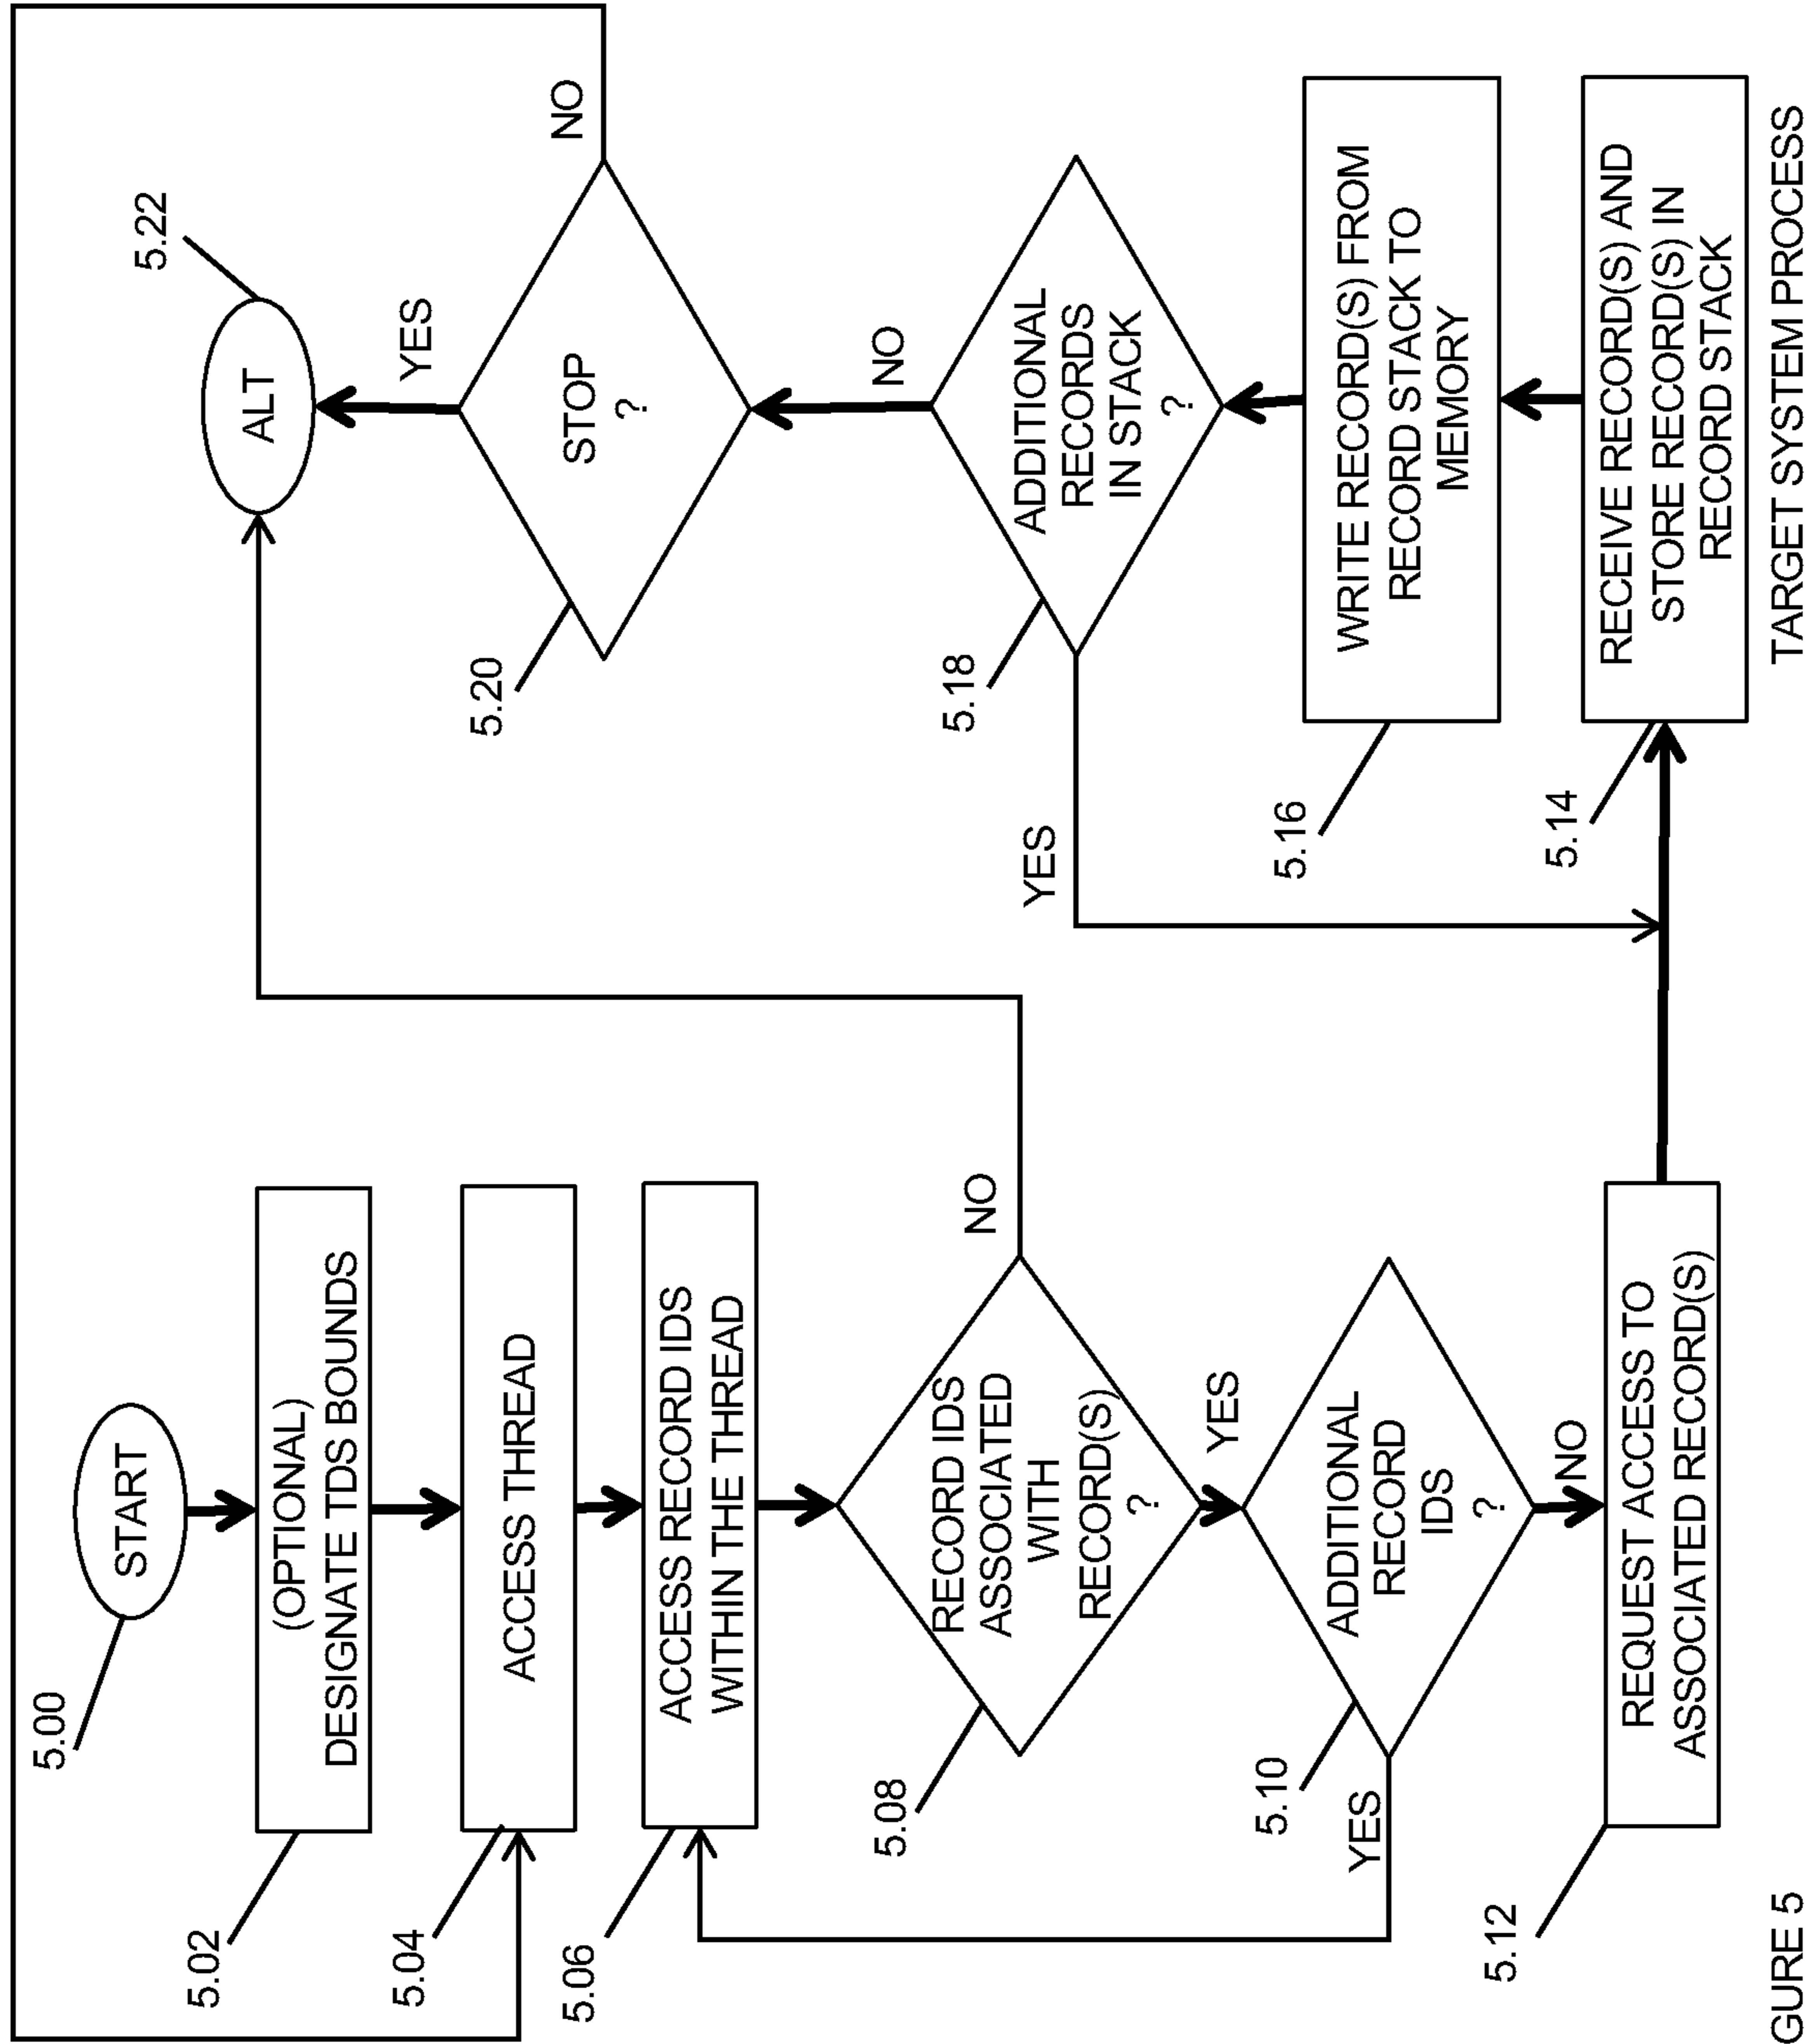 5.00
START
5.02
(OPTIONAL)
DESIGNATE TDS BOUNDS
5.04
ACCESS THREAD
5.06
ACCESS RECORD IDS
WITHIN THE THREAD
5.08
RECORD IDS
ASSOCIATED
WITH
RECORD(S)
?
NO
YES
5.10
ADDITIONAL
RECORD
IDS
?
YES
NO
5.12
REQUEST ACCESS TO
ASSOCIATED RECORD(S)
5.14
RECEIVE RECORD(S) AND
STORE RECORD(S) IN
RECORD STACK
5.16
WRITE RECORD(S) FROM
RECORD STACK TO
MEMORY
5.18
ADDITIONAL
RECORDS
IN STACK
?
YES
NO
5.20
STOP
?
NO
YES
5.22
ALT
GURE 5
TARGET SYSTEM PROCESS